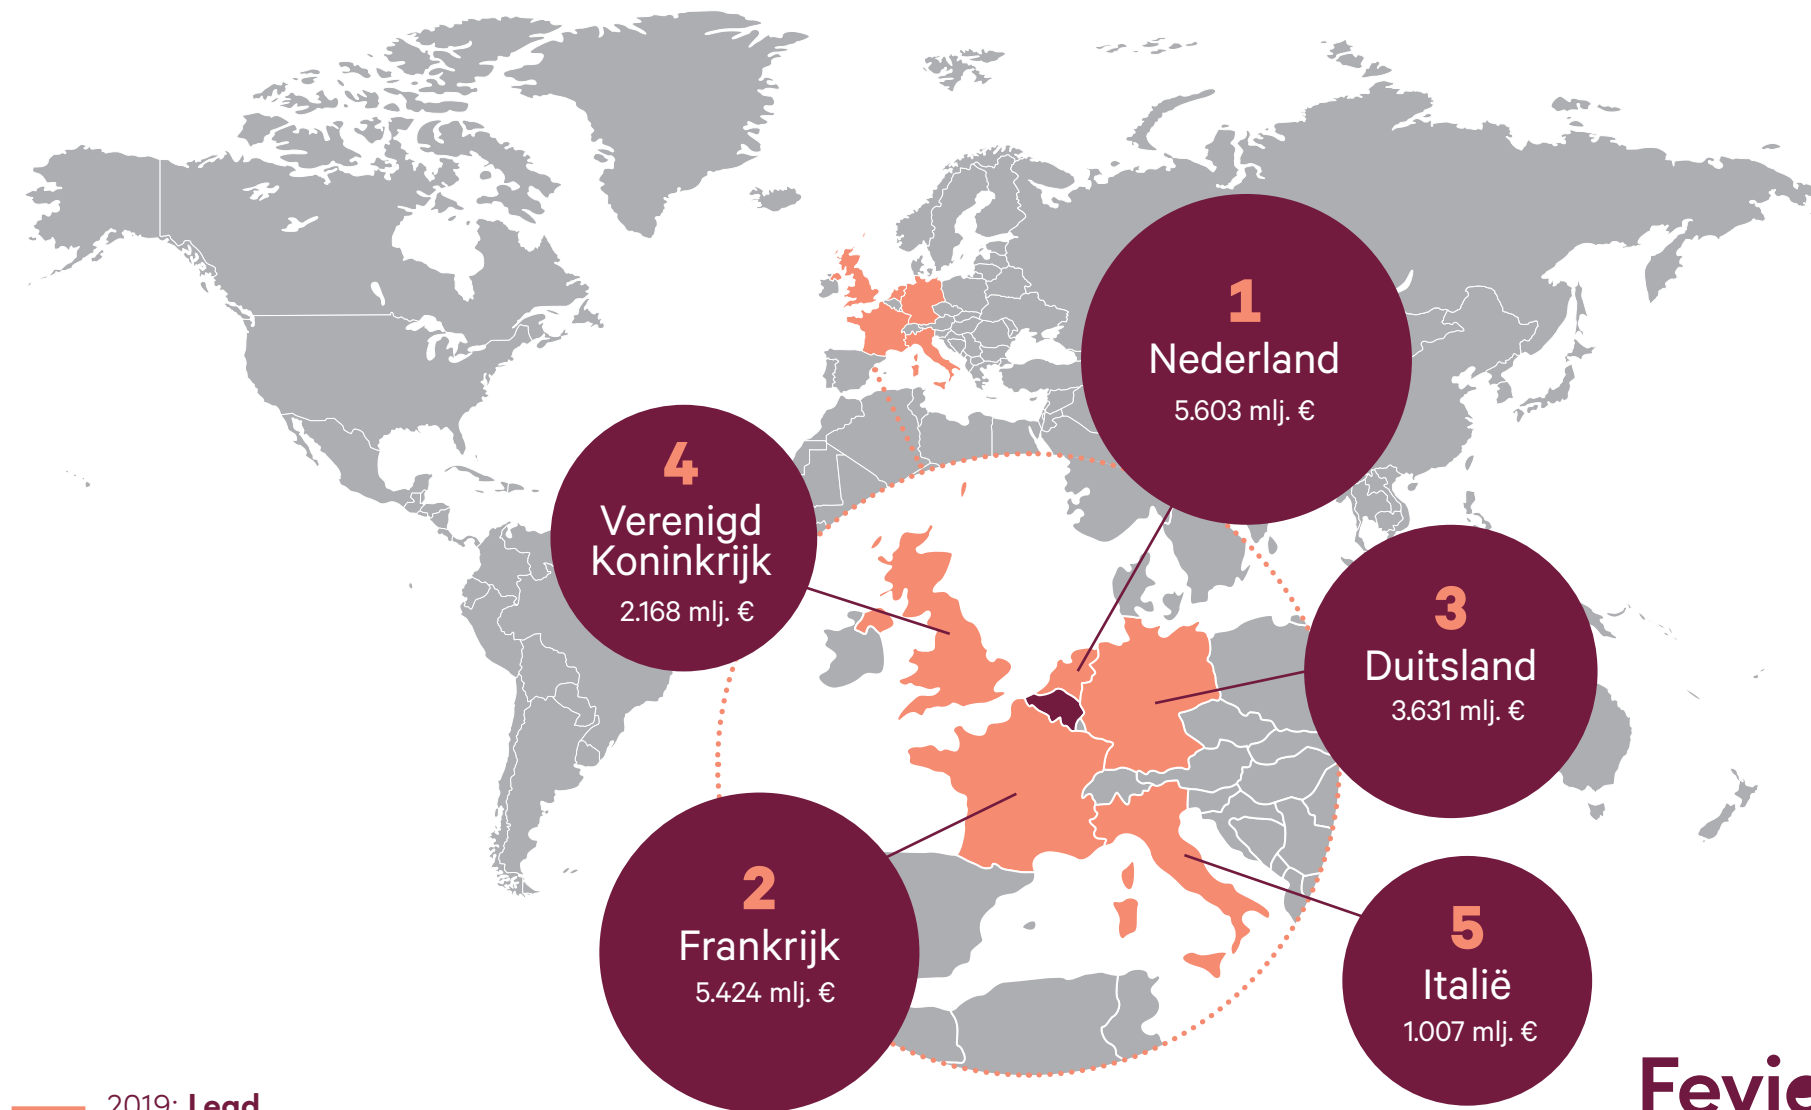 1
Nederland
5.603 mlj. €
4
Verenigd
Koninkrijk
2.168 mlj. €
3
Duitsland
3.631 mlj. €
2
Frankrijk
5.424 mlj. €
5
Italië
1.007 mlj. €
2019: